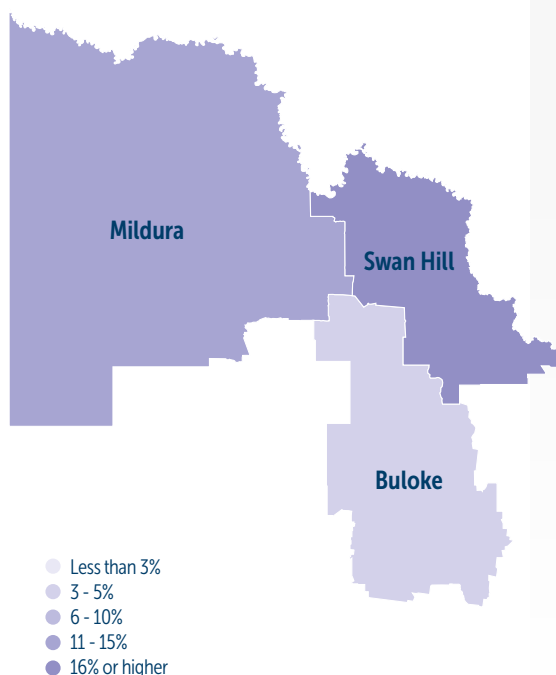 Mildura
Swan Hill
Buloke
Less than 3%
3 - 5%
6 - 10%
11 - 15%
16% or higher